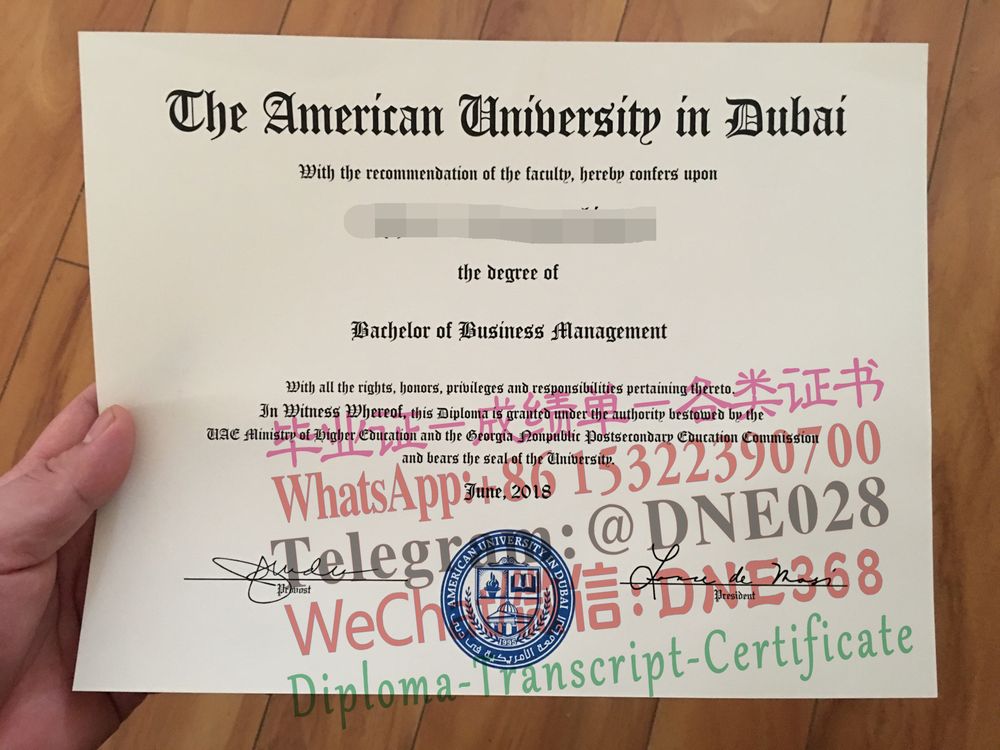 The American University in Dubai
With the recommendation of the faculty, hereby confers upon
the degree of
Bachelor of Business Management
With all the rights, honors, privileges and responsibilities pertaining thereto.
In Witness Whereof, this Diploma is granted under the authority bestowed by the
UAE Ministry of Higher Education and the Georgia Nonpublic Postsecondary Education Commission
and bears the seal of the University.
June, 2018
毕业证-成绩单-各类证书
WhatsApp:+86 15322390700
Telegram:@DNE028
WeChat微信:DNE368
Diploma-Transcript-Certificate
Provost
President
AMERICAN UNIVERSITY IN DUBAI
1995
الجامعة الأمريكية في دبي